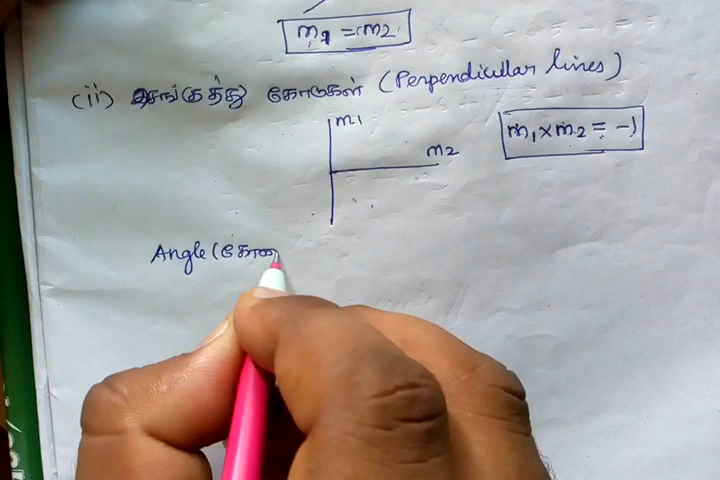 m1 = m2
(ii) செங்குத்து கோடுகள் (Perpendicular lines)
m1
m2
m1 x m2 = -1
Angle (கோண